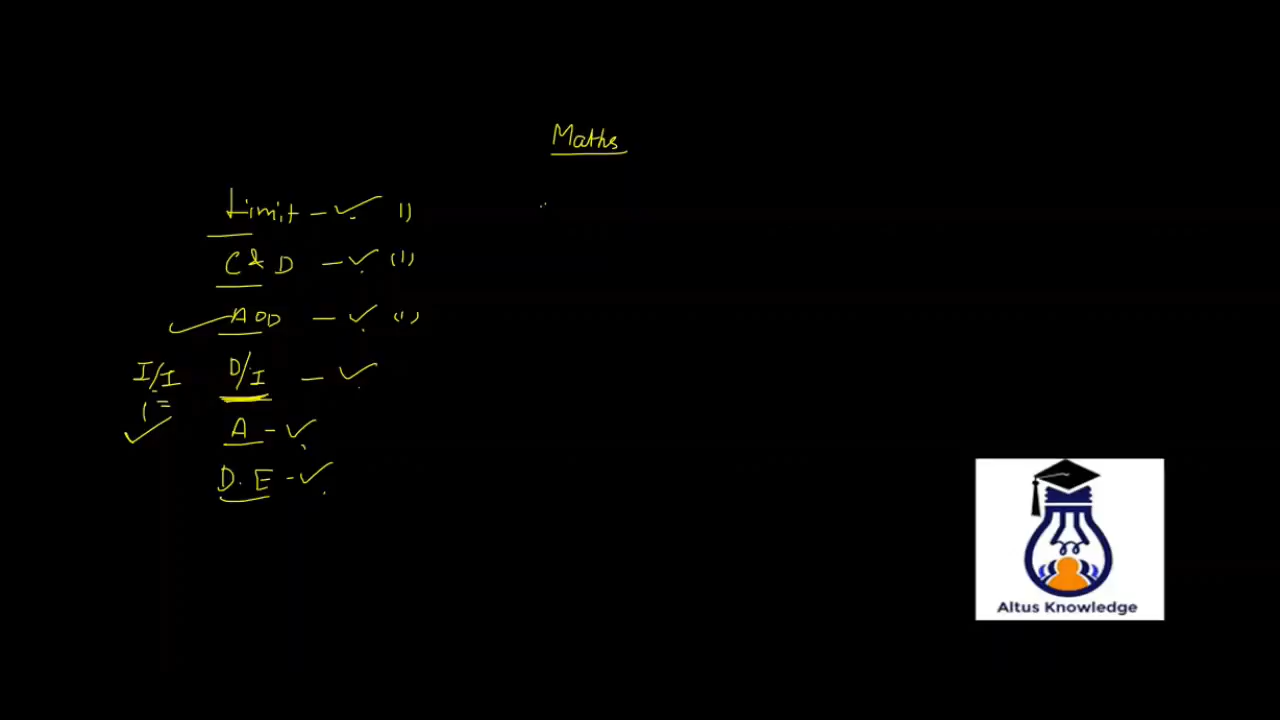 Maths
Limit - ✓ 1)
C & D - ✓ (1)
AOD - ✓ (1)
I/I D/I - ✓
A - ✓
D.E - ✓
Altus Knowledge